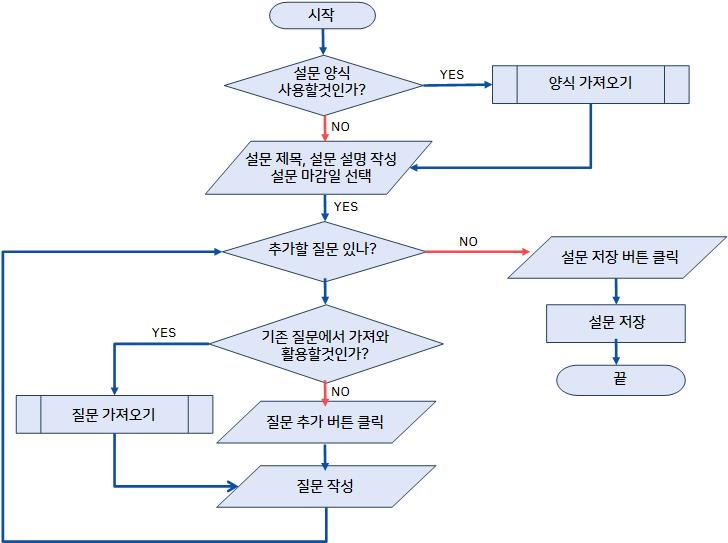 시작
설문 양식
사용할것인가?
YES
양식 가져오기
NO
설문 제목, 설문 설명 작성
설문 마감일 선택
YES
추가할 질문 있나?
NO
설문 저장 버튼 클릭
설문 저장
끝
기존 질문에서 가져와
활용할것인가?
YES
NO
질문 가져오기
질문 추가 버튼 클릭
질문 작성